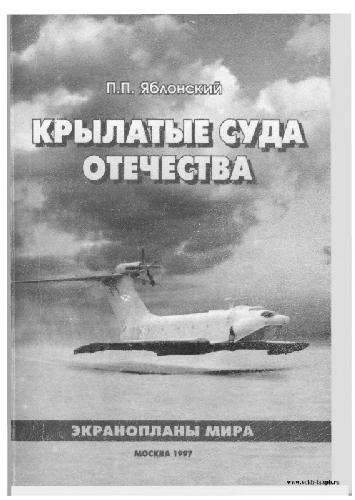 П.П. Яблонский
КРЫЛАТЫЕ СУДА
ОТЕЧЕСТВА
ЭКРАНОПЛАНЫ МИРА
МОСКВА 1997